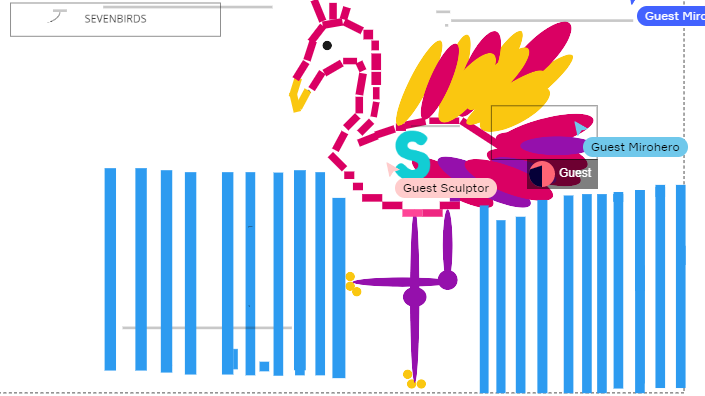 SEVENBIRDS
Guest Miro
Guest Mirohero
S
Guest
Guest Sculptor